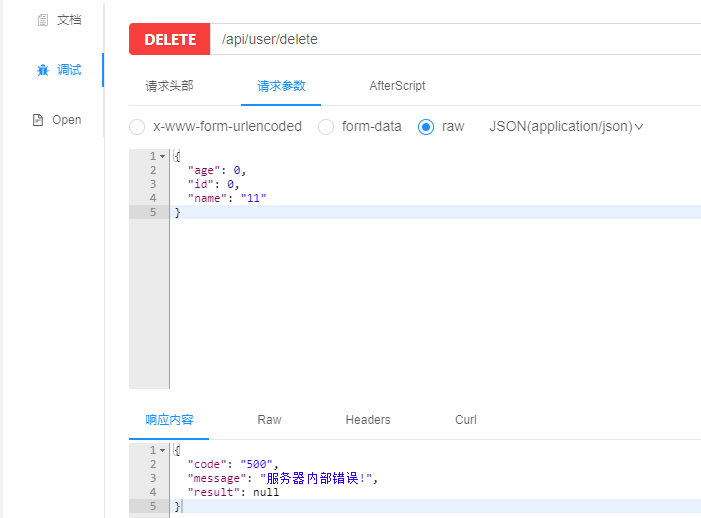 文档
调试
Open
DELETE /api/user/delete
请求头部 请求参数 AfterScript
x-www-form-urlencoded form-data raw JSON(application/json)
1 {
2 "age": 0,
3 "id": 0,
4 "name": "11"
5 }
响应内容 Raw Headers Curl
1 {
2 "code": "500",
3 "message": "服务器内部错误!",
4 "result": null
5 }